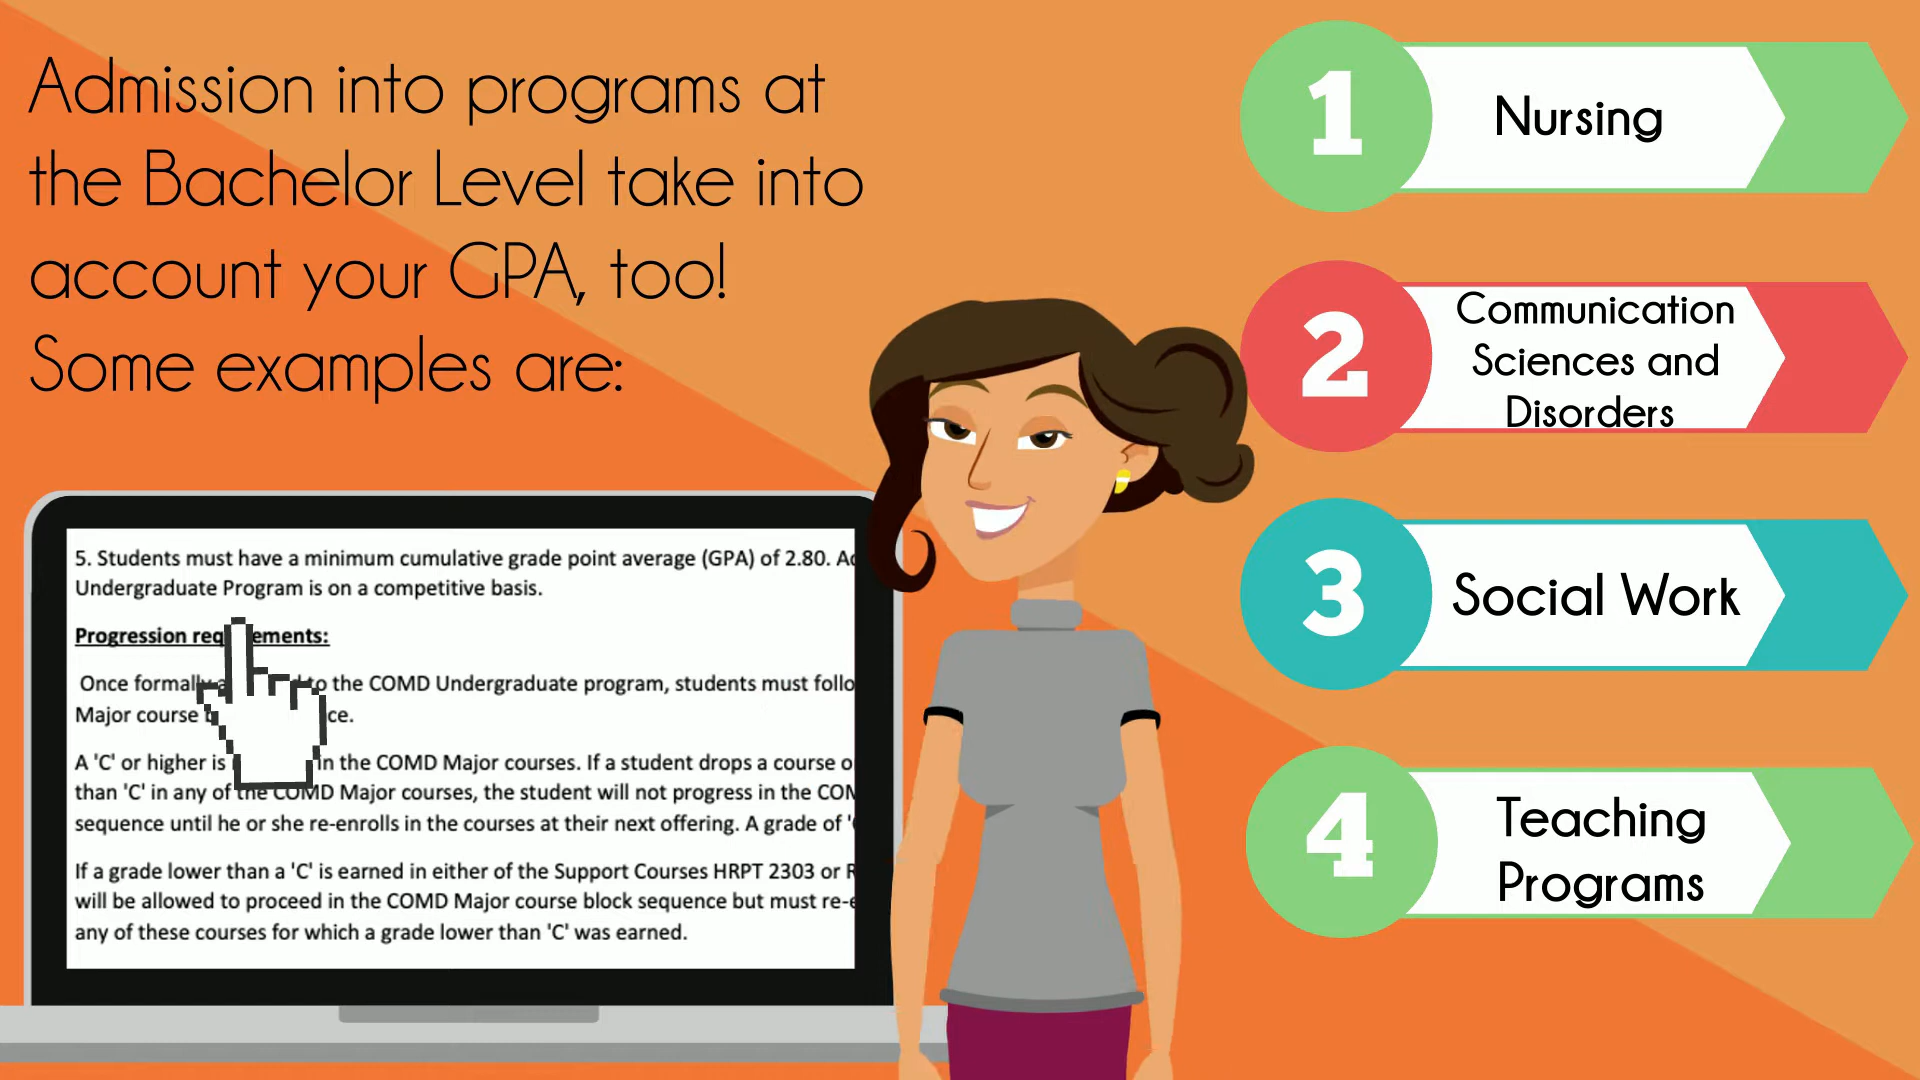 Admission into programs at
the Bachelor Level take into
account your GPA, too!
Some examples are:
1
Nursing
2
Communication
Sciences and
Disorders
3
Social Work
4
Teaching
Programs
5. Students must have a minimum cumulative grade point average (GPA) of 2.80.
Undergraduate Program is on a competitive basis.
Progression
Once to the COMD Undergraduate program, students must
Major course
A 'C' or higher is in the COMD Major courses. If a student drops a course
than 'C' in any of the COMD Major courses, the student will not progress in the
sequence until he or she re-enrolls in the courses at their next offering. A grade of
If a grade lower than a 'C' is earned in either of the Support Courses HRPT 2303 or
will be allowed to proceed in the COMD Major course block sequence but must
any of these courses for which a grade lower than 'C' was earned.